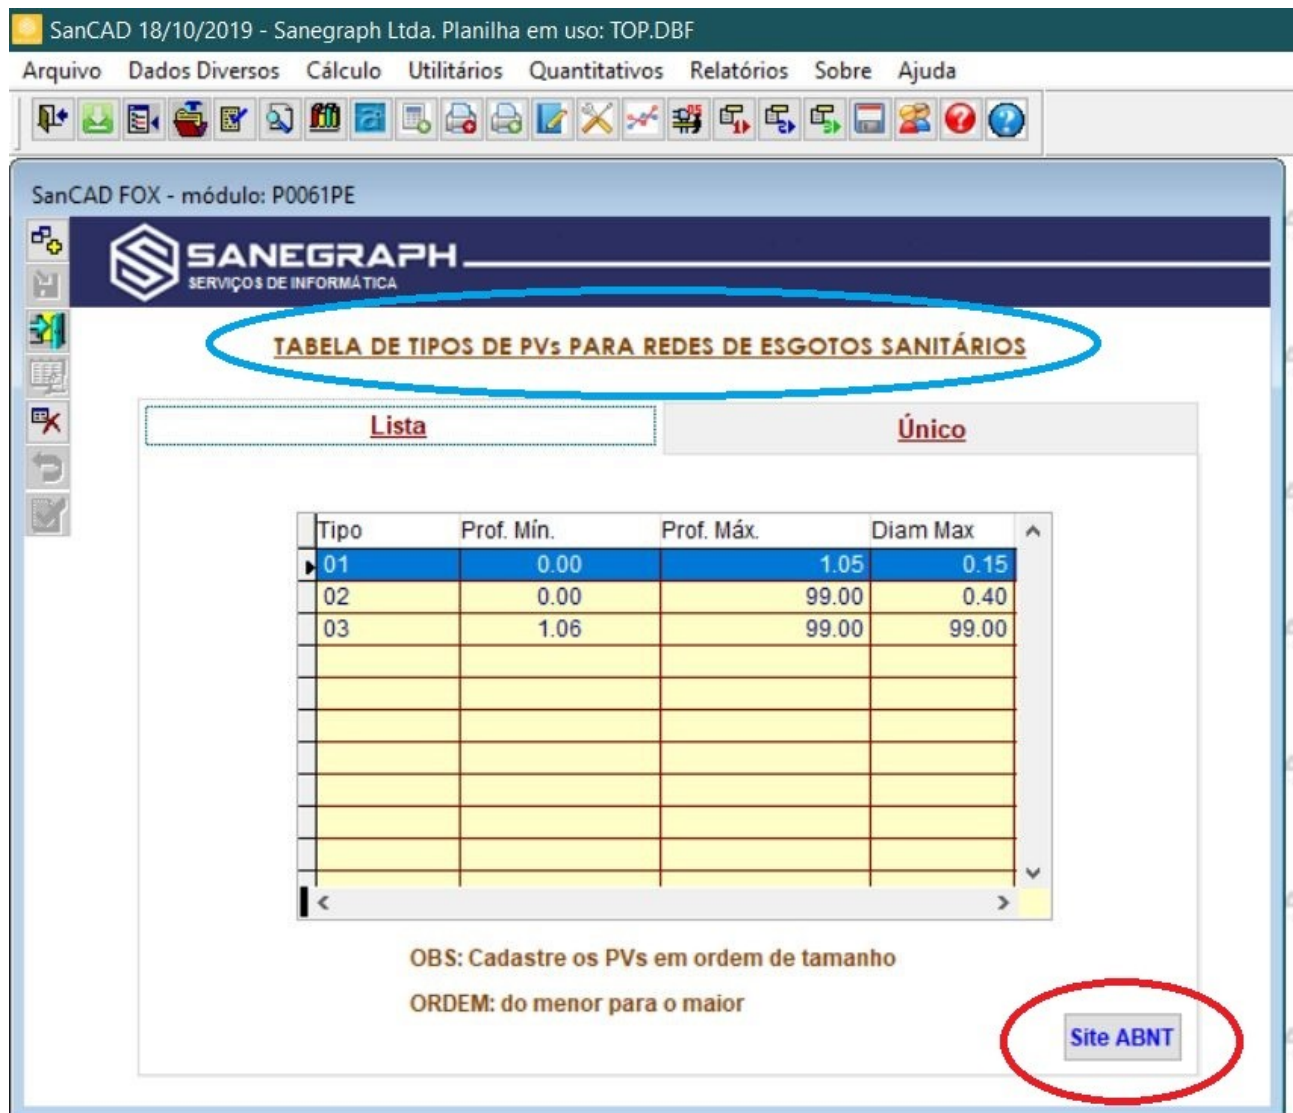 SanCAD 18/10/2019 - Sanegraph Ltda. Planilha em uso: TOP.DBF
Arquivo Dados Diversos Cálculo Utilitários Quantitativos Relatórios Sobre Ajuda
SanCAD FOX - módulo: P0061PE
SANEGRAPH
SERVIÇOS DE INFORMÁTICA
TABELA DE TIPOS DE PVs PARA REDES DE ESGOTOS SANITÁRIOS
Lista Único
Tipo Prof. Mín. Prof. Máx. Diam Max
01 0.00 1.05 0.15
02 0.00 99.00 0.40
03 1.06 99.00 99.00
OBS: Cadastre os PVs em ordem de tamanho
ORDEM: do menor para o maior
Site ABNT